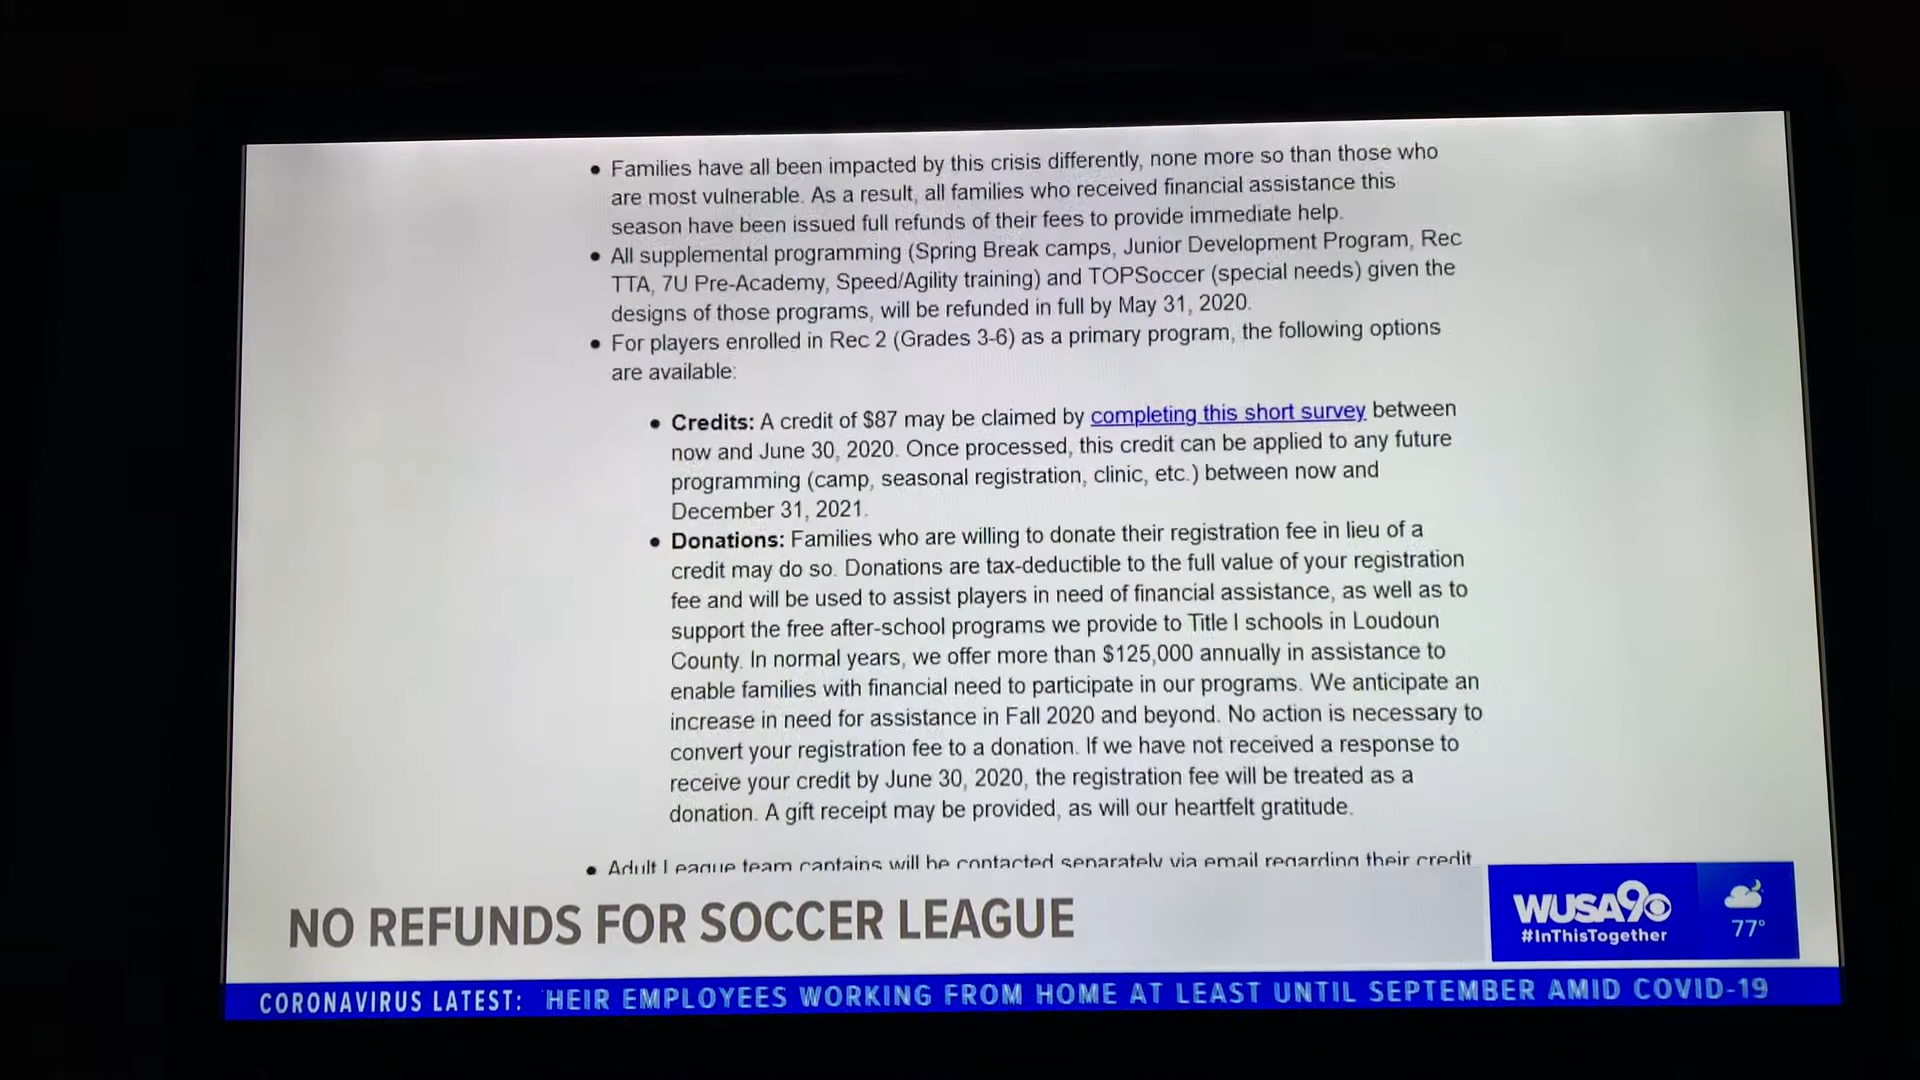 Families have all been impacted by this crisis differently, none more so than those who
are most vulnerable. As a result, all families who received financial assistance this
season have been issued full refunds of their fees to provide immediate help.
All supplemental programming (Spring Break camps, Junior Development Program, Rec
TTA, 7U Pre-Academy, Speed/Agility training) and TOPSoccer (special needs) given the
designs of those programs, will be refunded in full by May 31, 2020.
For players enrolled in Rec 2 (Grades 3-6) as a primary program, the following options
are available:
Credits: A credit of $87 may be claimed by completing this short survey between
now and June 30, 2020. Once processed, this credit can be applied to any future
programming (camp, seasonal registration, clinic, etc.) between now and
December 31, 2021.
Donations: Families who are willing to donate their registration fee in lieu of a
credit may do so. Donations are tax-deductible to the full value of your registration
fee and will be used to assist players in need of financial assistance, as well as to
support the free after-school programs we provide to Title I schools in Loudoun
County. In normal years, we offer more than $125,000 annually in assistance to
enable families with financial need to participate in our programs. We anticipate an
increase in need for assistance in Fall 2020 and beyond. No action is necessary to
convert your registration fee to a donation. If we have not received a response to
receive your credit by June 30, 2020, the registration fee will be treated as a
donation. A gift receipt may be provided, as will our heartfelt gratitude.
Adult League team captains will be contacted separately via email regarding their credit
NO REFUNDS FOR SOCCER LEAGUE
WUSA9
#InThisTogether
77°
CORONAVIRUS LATEST: HEIR EMPLOYEES WORKING FROM HOME AT LEAST UNTIL SEPTEMBER AMID COVID-19